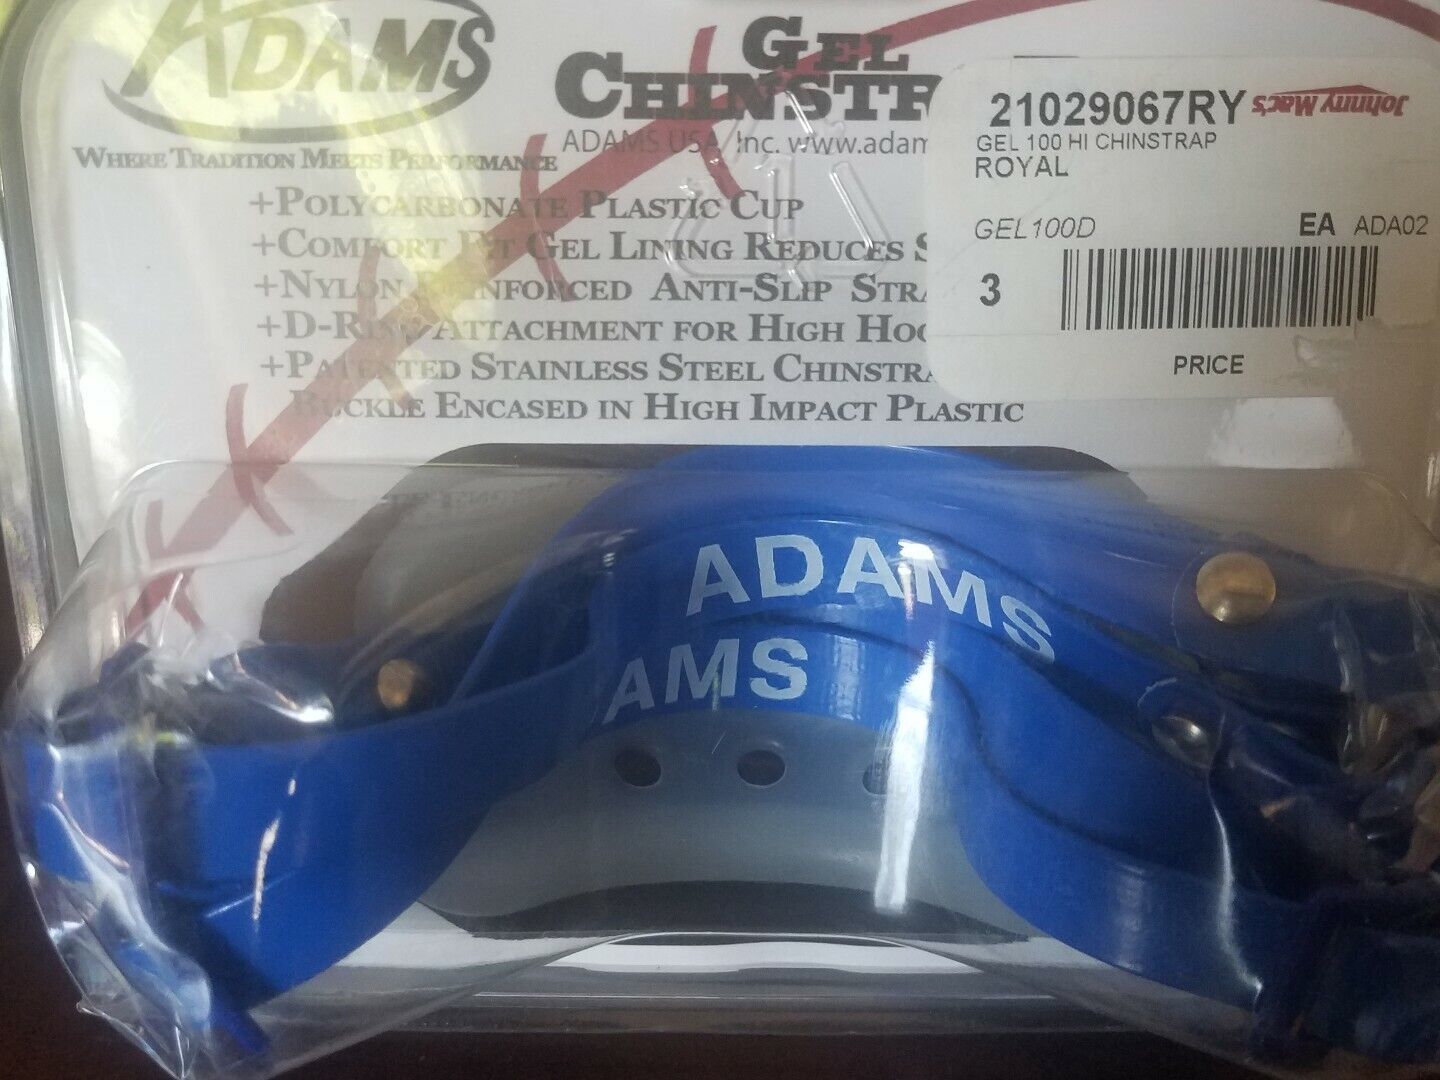 ADAMS
WHERE TRADITION MEETS PERFORMANCE
GEL
CHINSTR
ADAMS USA, Inc. www.adam
+POLYCARBONATE PLASTIC CUP
+COMFORT FIT GEL LINING REDUCES S
+NYLON REINFORCED ANTI-SLIP STRA
+D-RING ATTACHMENT FOR HIGH HOO
+PATENTED STAINLESS STEEL CHINSTRA
BUCKLE ENCASED IN HIGH IMPACT PLASTIC
21029067RY Johnny Mac's
GEL 100 HI CHINSTRAP
ROYAL
GEL100D EA ADA02
3
PRICE
ADAMS
AMS